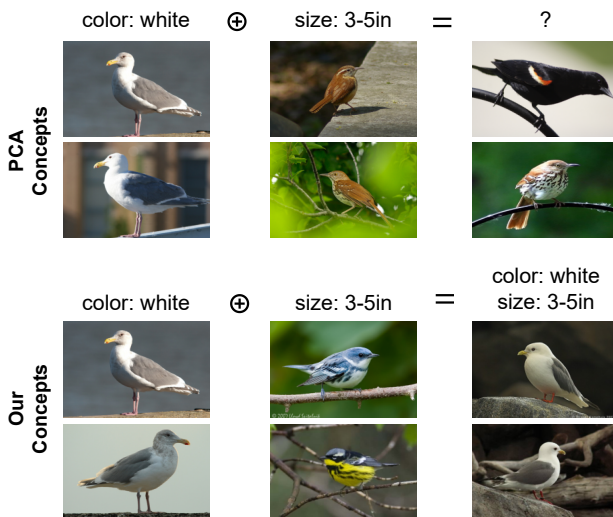 color: white ⊕ size: 3-5in = ?
PCA
Concepts
color: white
size: 3-5in
color: white ⊕ size: 3-5in =
Our
Concepts